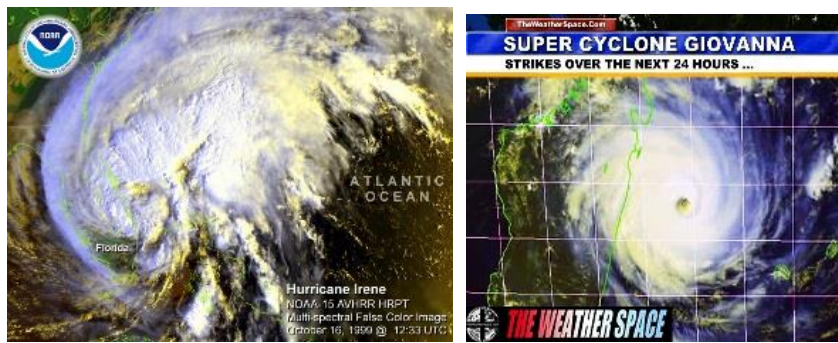 NOAA
ATLANTIC
OCEAN
Florida
Hurricane Irene
NOAA-15 AVHRR HRPT
Multi-spectral False Color Image
October 16, 1999 @ 12:33 UTC
TheWeatherSpace.Com
SUPER CYCLONE GIOVANNA
STRIKES OVER THE NEXT 24 HOURS ...
THE WEATHER SPACE